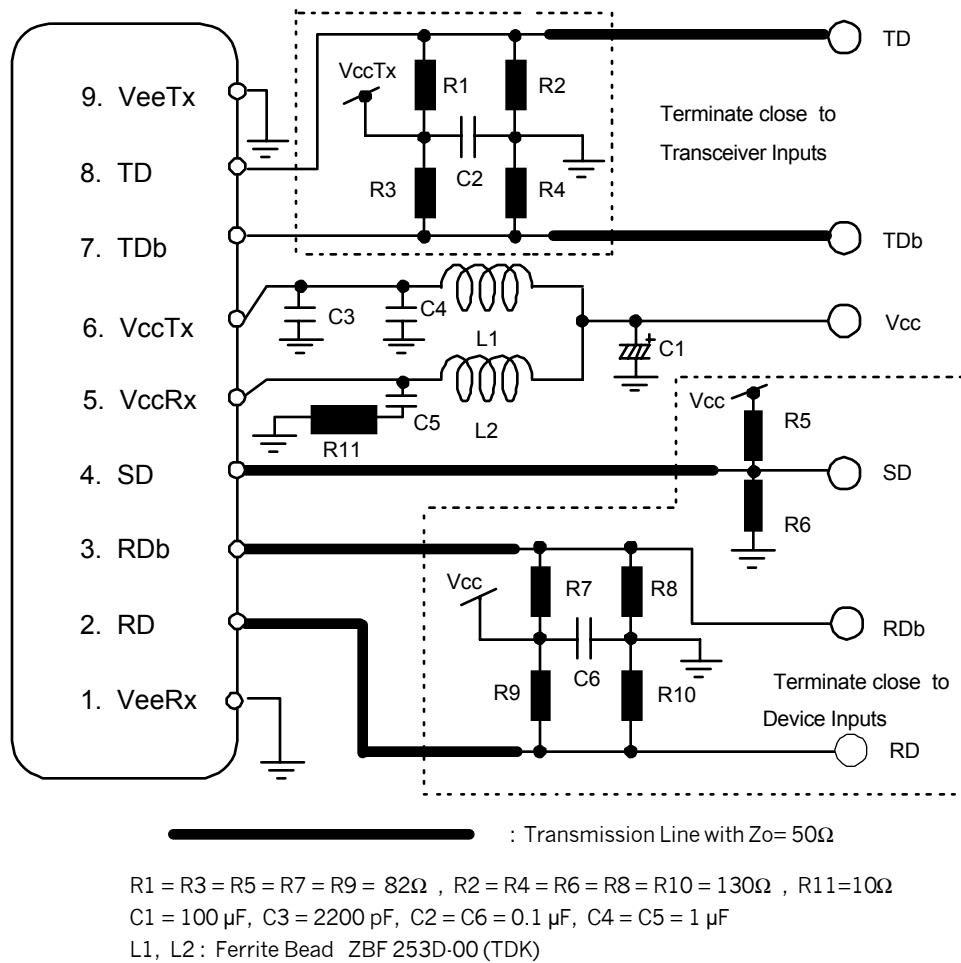 TD
VccTx
R1
R2
9. VeeTx
Terminate close to
Transceiver Inputs
8. TD
C2
R3
R4
7. TDb
TDb
C3
C4
6. VccTx
Vcc
L1
C1
5. VccRx
Vcc
C5
R5
L2
R11
4. SD
SD
R6
3. RDb
Vcc
R7
R8
2. RD
RDb
C6
R9
R10
Terminate close to
1. VeeRx
Device Inputs
RD
: Transmission Line with Zo= 50Ω
R1 = R3 = R5 = R7 = R9 = 82Ω , R2 = R4 = R6 = R8 = R10 = 130Ω , R11=10Ω
C1 = 100 µF, C3 = 2200 pF, C2 = C6 = 0.1 µF, C4 = C5 = 1 µF
L1, L2 : Ferrite Bead ZBF 253D-00 (TDK)